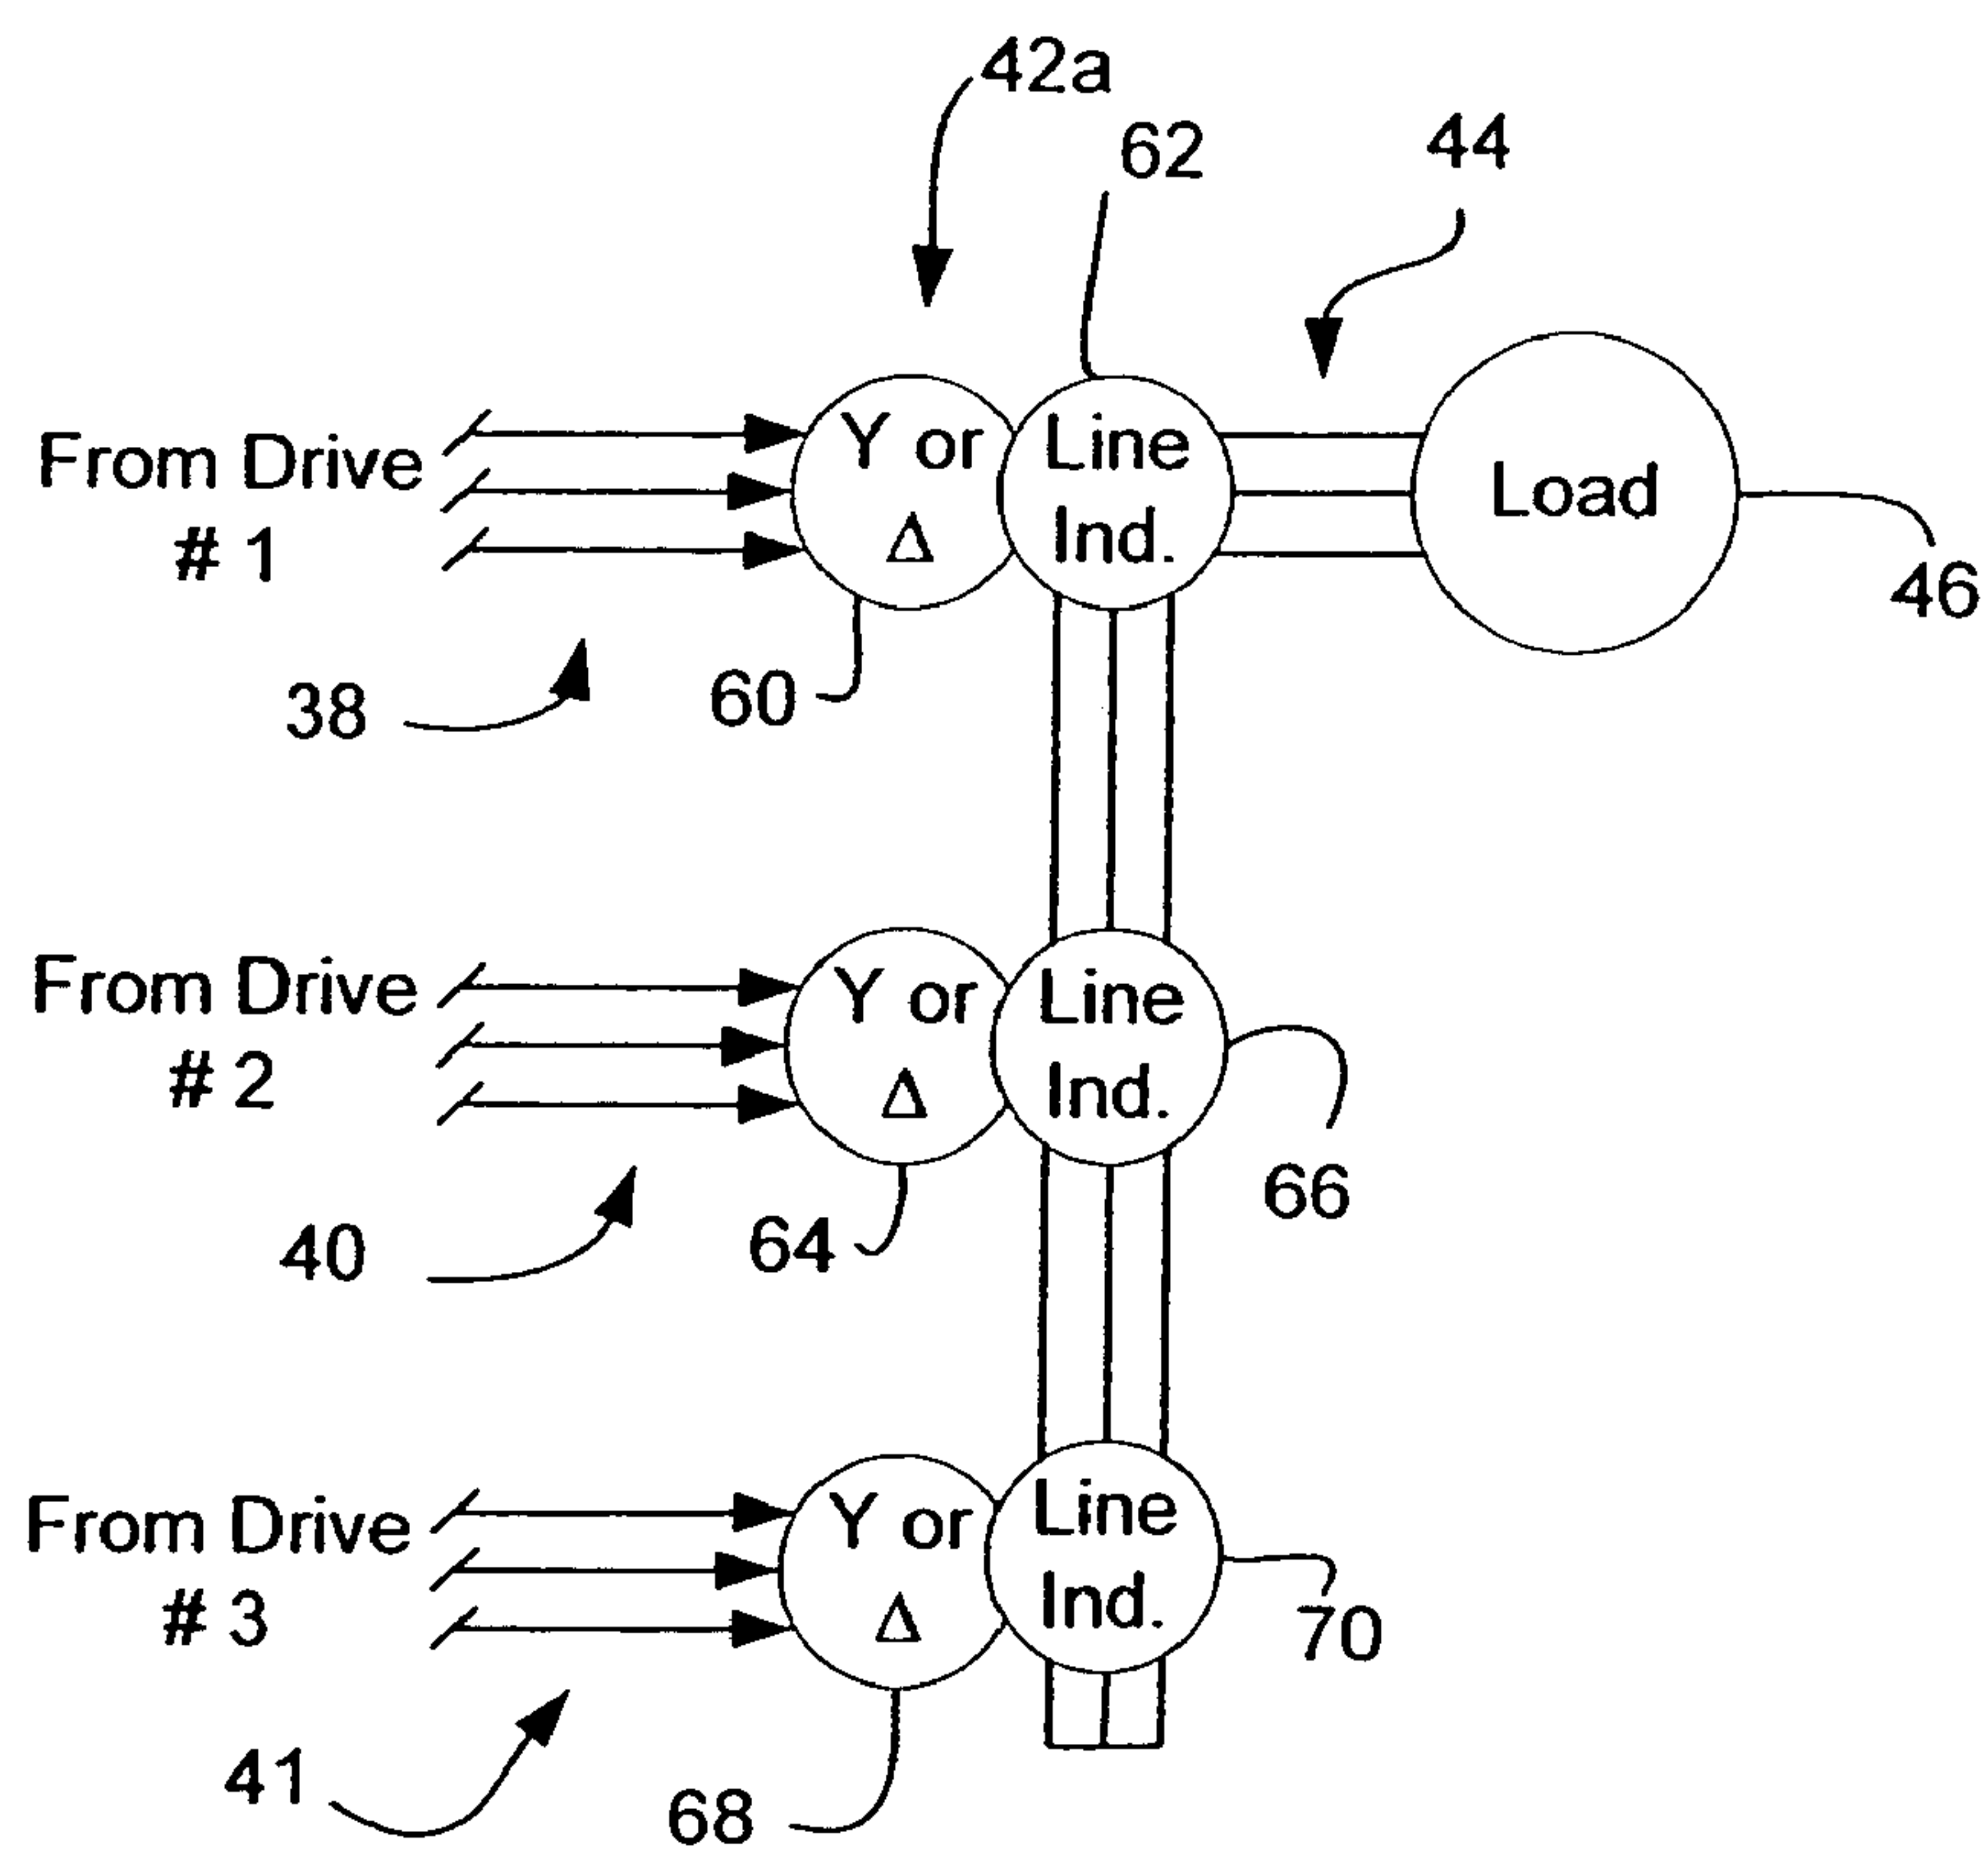 42a
62
44
From Drive
# 1
Y or
Δ
Line
Ind.
Load
46
38
60
From Drive
# 2
Y or
Δ
Line
Ind.
66
40
64
From Drive
# 3
Y or
Δ
Line
Ind.
70
41
68